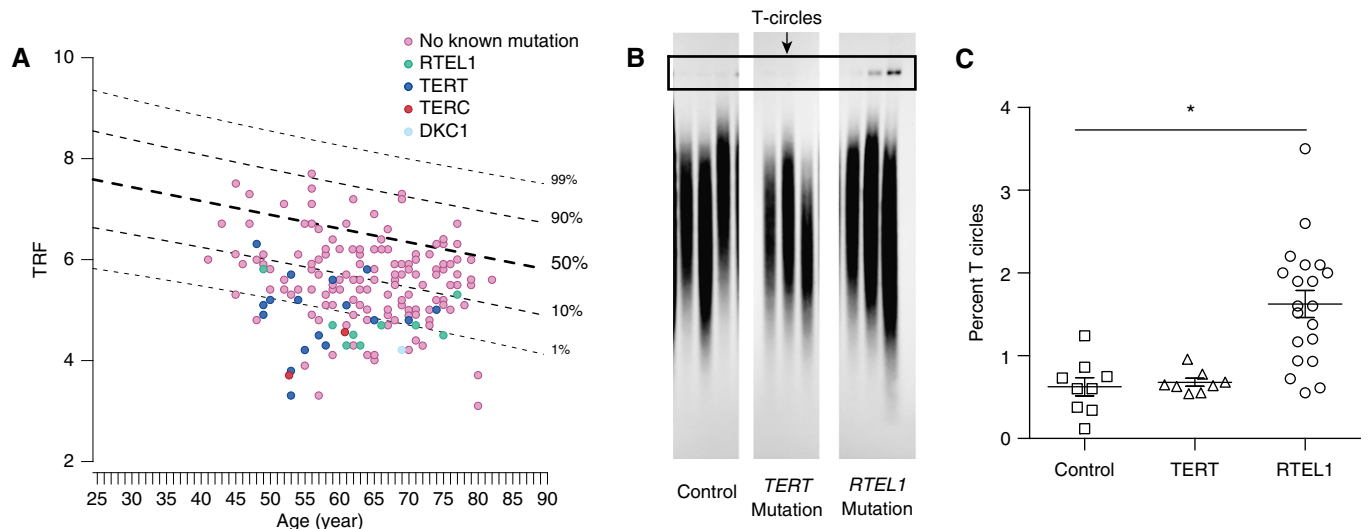 A
No known mutation
RTEL1
TERT
TERC
DKC1
10
8
6
4
2
TRF
99%
90%
50%
10%
1%
25 30 35 40 45 50 55 60 65 70 75 80 85 90
Age (year)
B
T-circles
Control
TERT
Mutation
RTEL1
Mutation
C
*
4
3
2
1
0
Percent T circles
Control TERT RTEL1